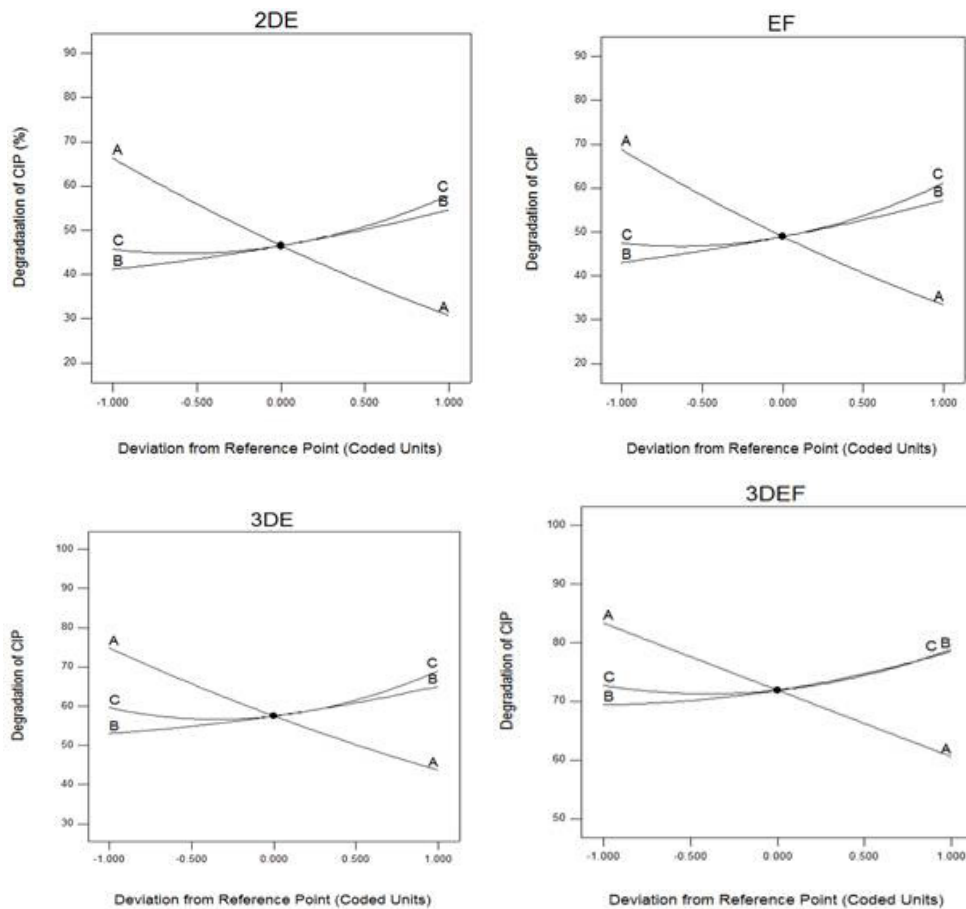 2DE
90
80
70
60
50
40
30
20
Degradaation of CIP (%)
A
C
B
C
B
A
-1.000 -0.500 0.000 0.500 1.000
Deviation from Reference Point (Coded Units)
EF
90
80
70
60
50
40
30
20
Degradation of CIP
A
C
B
C
B
A
-1.000 -0.500 0.000 0.500 1.000
Deviation from Reference Point (Coded Units)
3DE
100
90
80
70
60
50
40
30
Degradation of CIP
A
C
B
C
B
A
-1.000 -0.500 0.000 0.500 1.000
Deviation from Reference Point (Coded Units)
3DEF
100
90
80
70
60
50
Degradation of CIP
A
C
B
C B
A
-1.000 -0.500 0.000 0.500 1.000
Deviation from Reference Point (Coded Units)